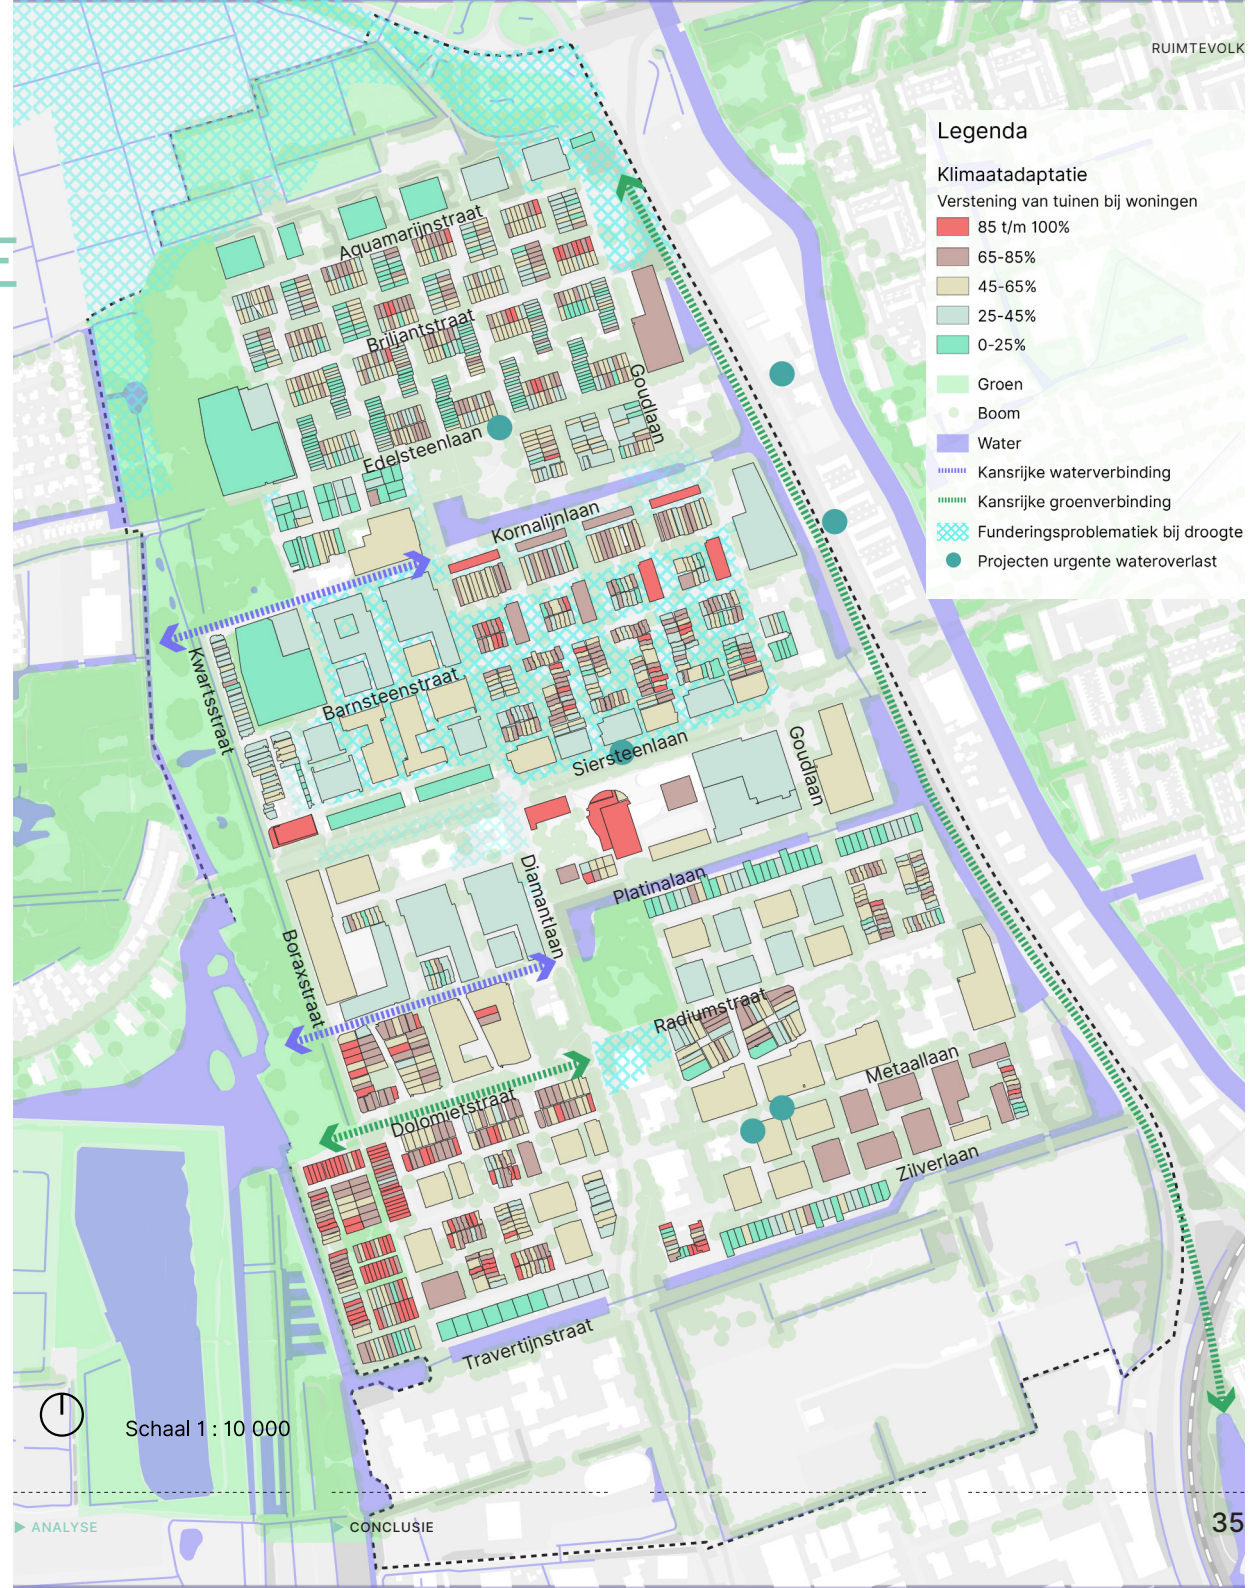 RUIMTEVOLK
Legenda
Klimaatadaptatie
Verstening van tuinen bij woningen
85 t/m 100%
65-85%
45-65%
25-45%
0-25%
Groen
Boom
Water
Kansrijke waterverbinding
Kansrijke groenverbinding
Funderingsproblematiek bij droogte
Projecten urgente wateroverlast
Aquamarijnstraat
Briljantstraat
Goudlaan
Edelsteenlaan
Kornalijnlaan
Kwartsstraat
Barnsteenstraat
Siersteenlaan
Goudlaan
Diamantlaan
Platinalaan
Boraxstraat
Radiumstraat
Metaallaan
Dolomietstraat
Zilverlaan
Travertijnstraat
Schaal 1 : 10 000
▶ ANALYSE
▶ CONCLUSIE
35